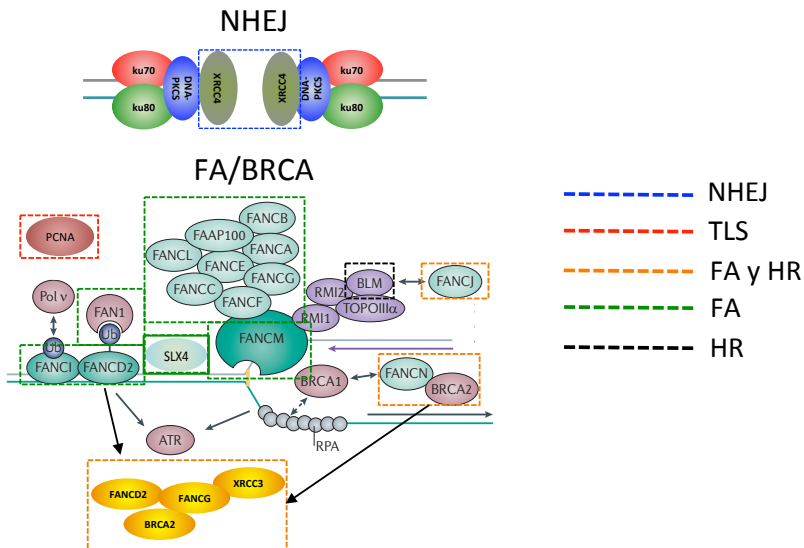 NHEJ
ku70
ku80
DNA-
PKCS
XRCC4
XRCC4
DNA-
PKCS
ku70
ku80
FA/BRCA
PCNA
FANCB
FAAP100
FANCA
FANCL
FANCE
FANCG
FANCC
FANCF
FANCM
RMI2
BLM
RMI1
TOPOIIIα
FANCJ
Pol ν
FAN1
Ub
Ub
FANCI
FANCD2
SLX4
BRCA1
FANCN
BRCA2
ATR
RPA
FANCD2
FANCG
XRCC3
BRCA2
NHEJ
TLS
FA y HR
FA
HR